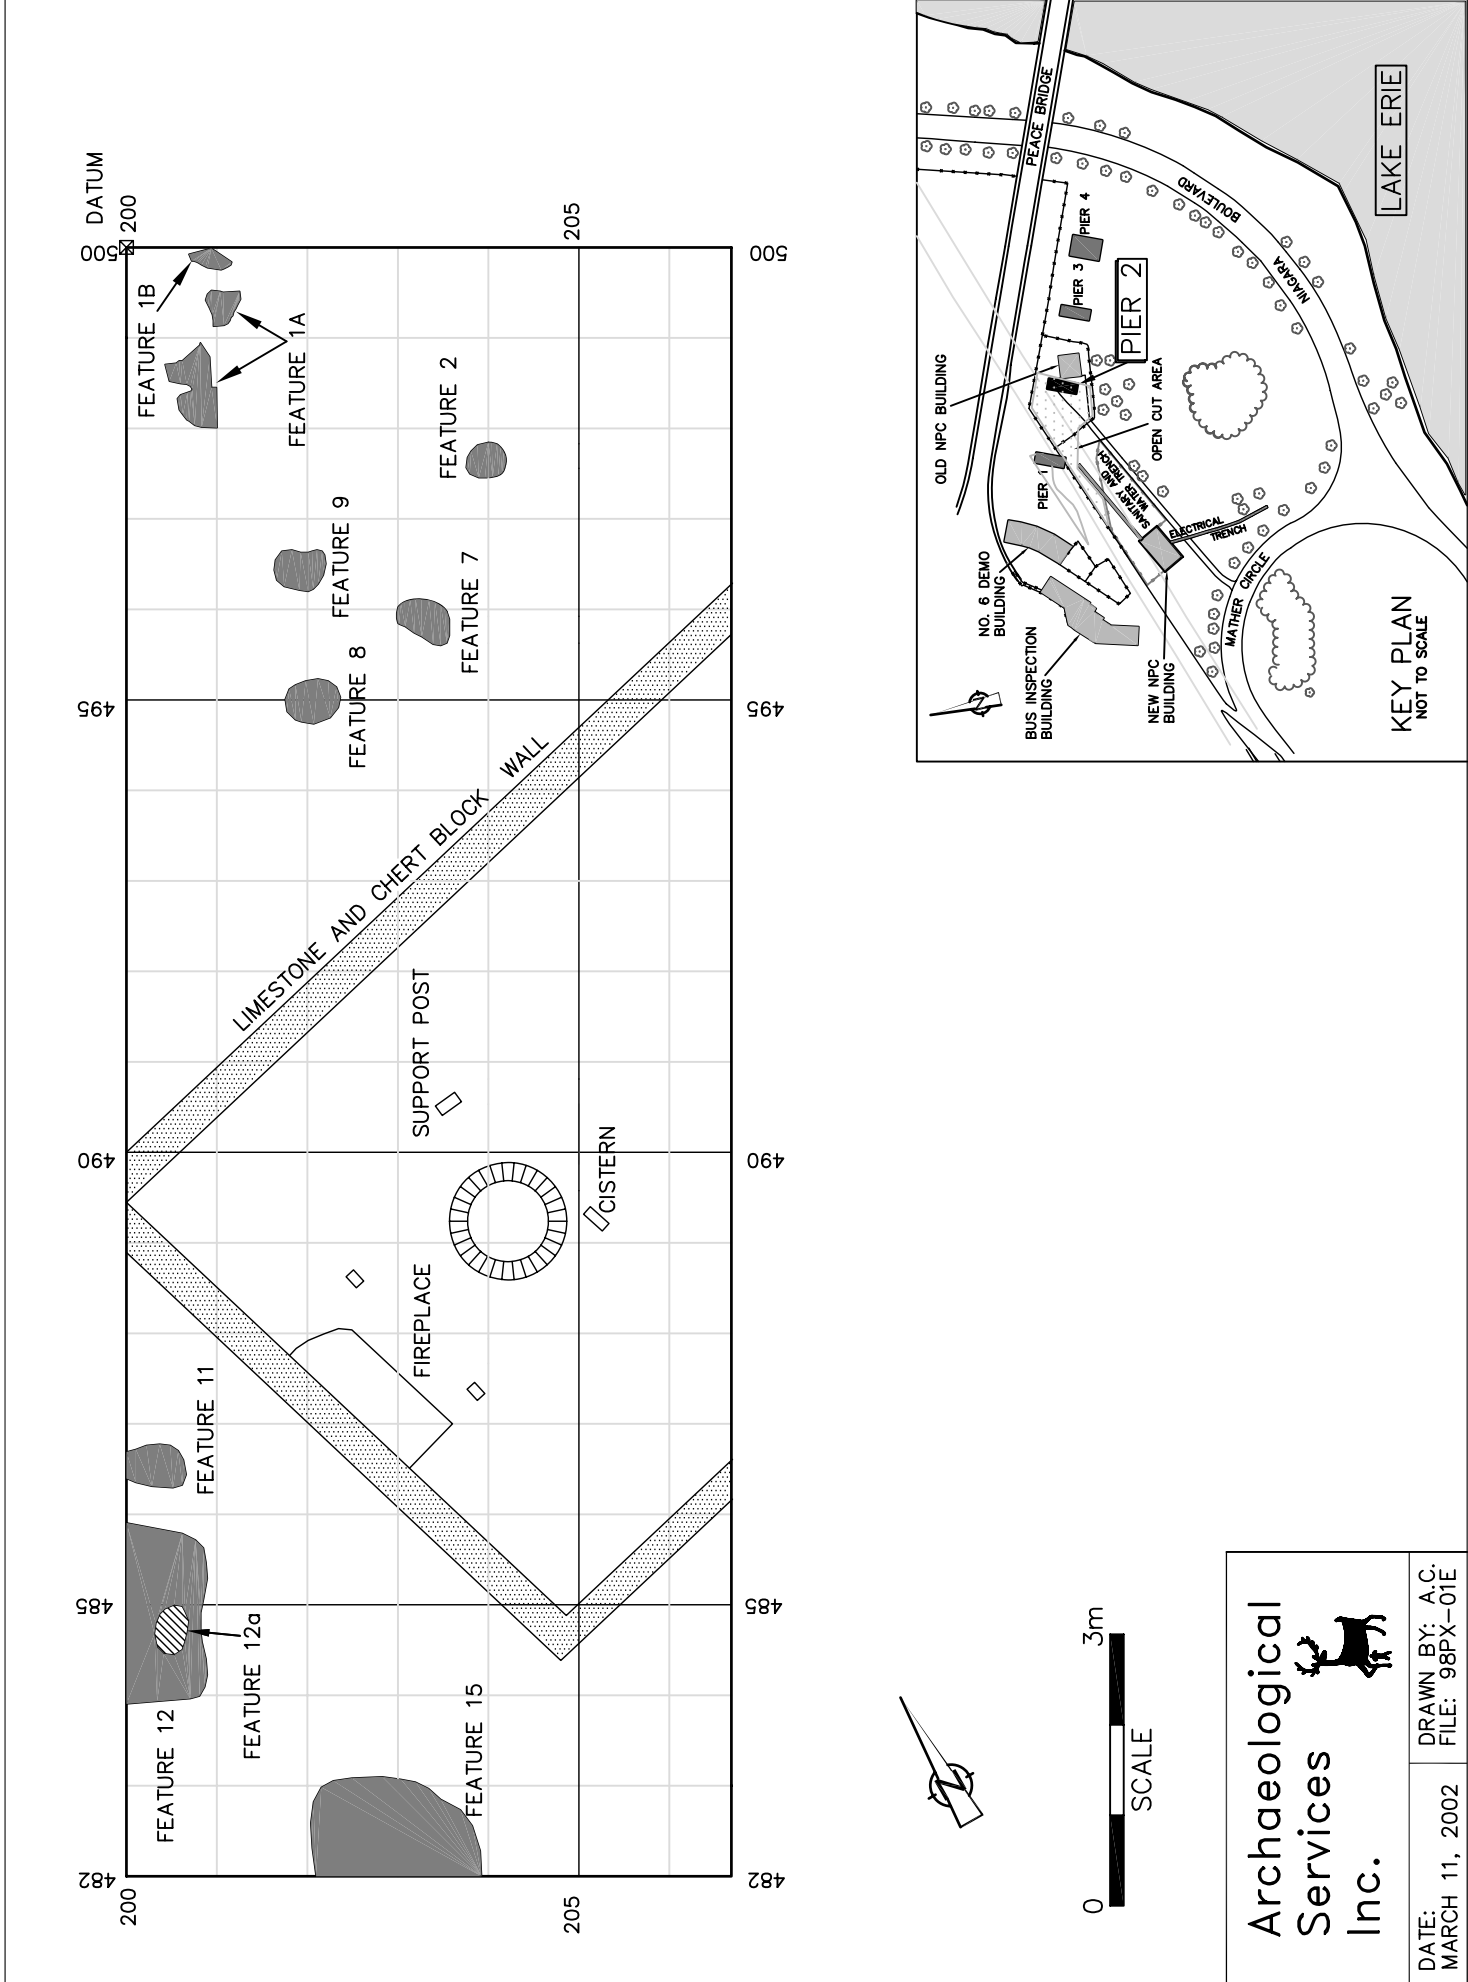 DATUM
200
500
205
500
FEATURE 1B
FEATURE 1A
FEATURE 2
FEATURE 9
FEATURE 7
FEATURE 8
495
495
LIMESTONE AND CHERT BLOCK WALL
SUPPORT POST
490
490
CISTERN
FIREPLACE
FEATURE 11
485
485
FEATURE 12a
FEATURE 12
FEATURE 15
482
482
200
205
N
0
3m
SCALE
PEACE BRIDGE
LAKE ERIE
NIAGARA
BOULEVARD
PIER 4
PIER 3
PIER 2
OLD NPC BUILDING
OPEN CUT AREA
PIER 1
SANITARY AND
WATER TRENCH
ELECTRICAL
TRENCH
NO. 6 DEMO
BUILDING
BUS INSPECTION
BUILDING
NEW NPC
BUILDING
MATHER CIRCLE
N
KEY PLAN
NOT TO SCALE
Archaeological
Services
Inc.
DATE:
MARCH 11, 2002
DRAWN BY: A.C.
FILE: 98PX-01E